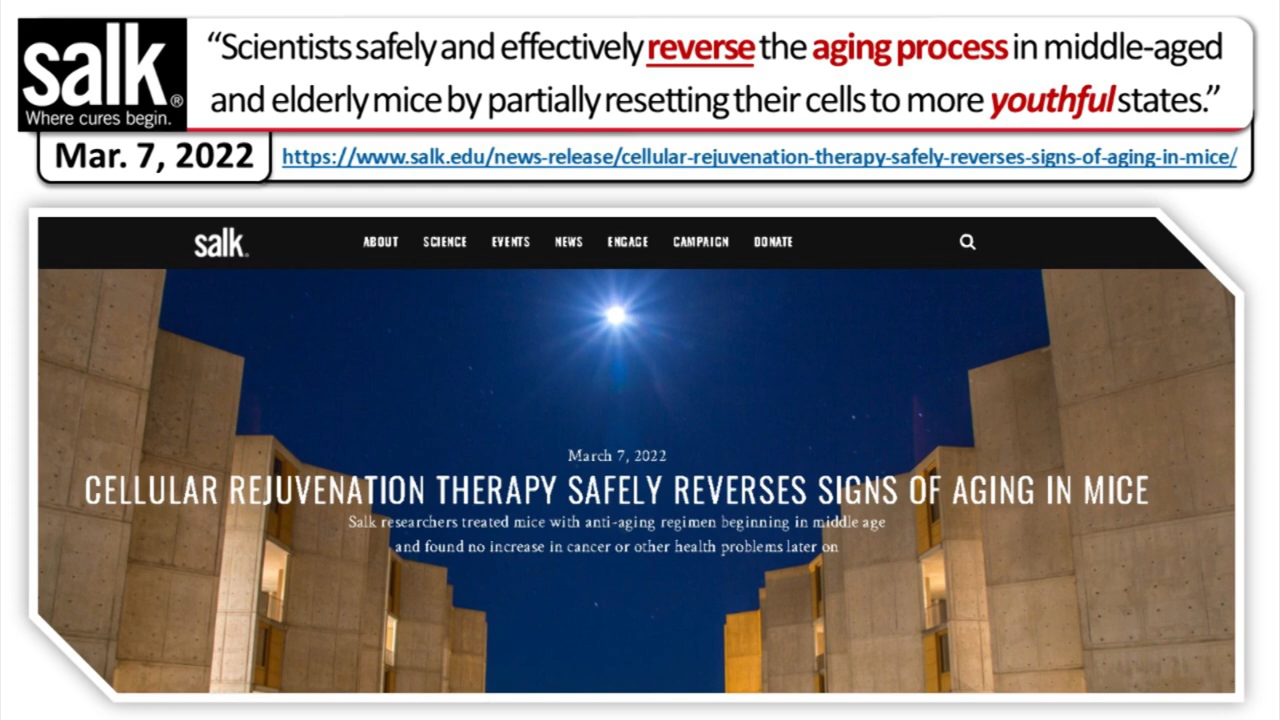 salk®
Where cures begin.
“Scientists safely and effectively reverse the aging process in middle-aged
and elderly mice by partially resetting their cells to more youthful states.”
Mar. 7, 2022
https://www.salk.edu/news-release/cellular-rejuvenation-therapy-safely-reverses-signs-of-aging-in-mice/
salk. ABOUT SCIENCE EVENTS NEWS ENGAGE CAMPAIGN DONATE
March 7, 2022
CELLULAR REJUVENATION THERAPY SAFELY REVERSES SIGNS OF AGING IN MICE
Salk researchers treated mice with anti-aging regimen beginning in middle age
and found no increase in cancer or other health problems later on